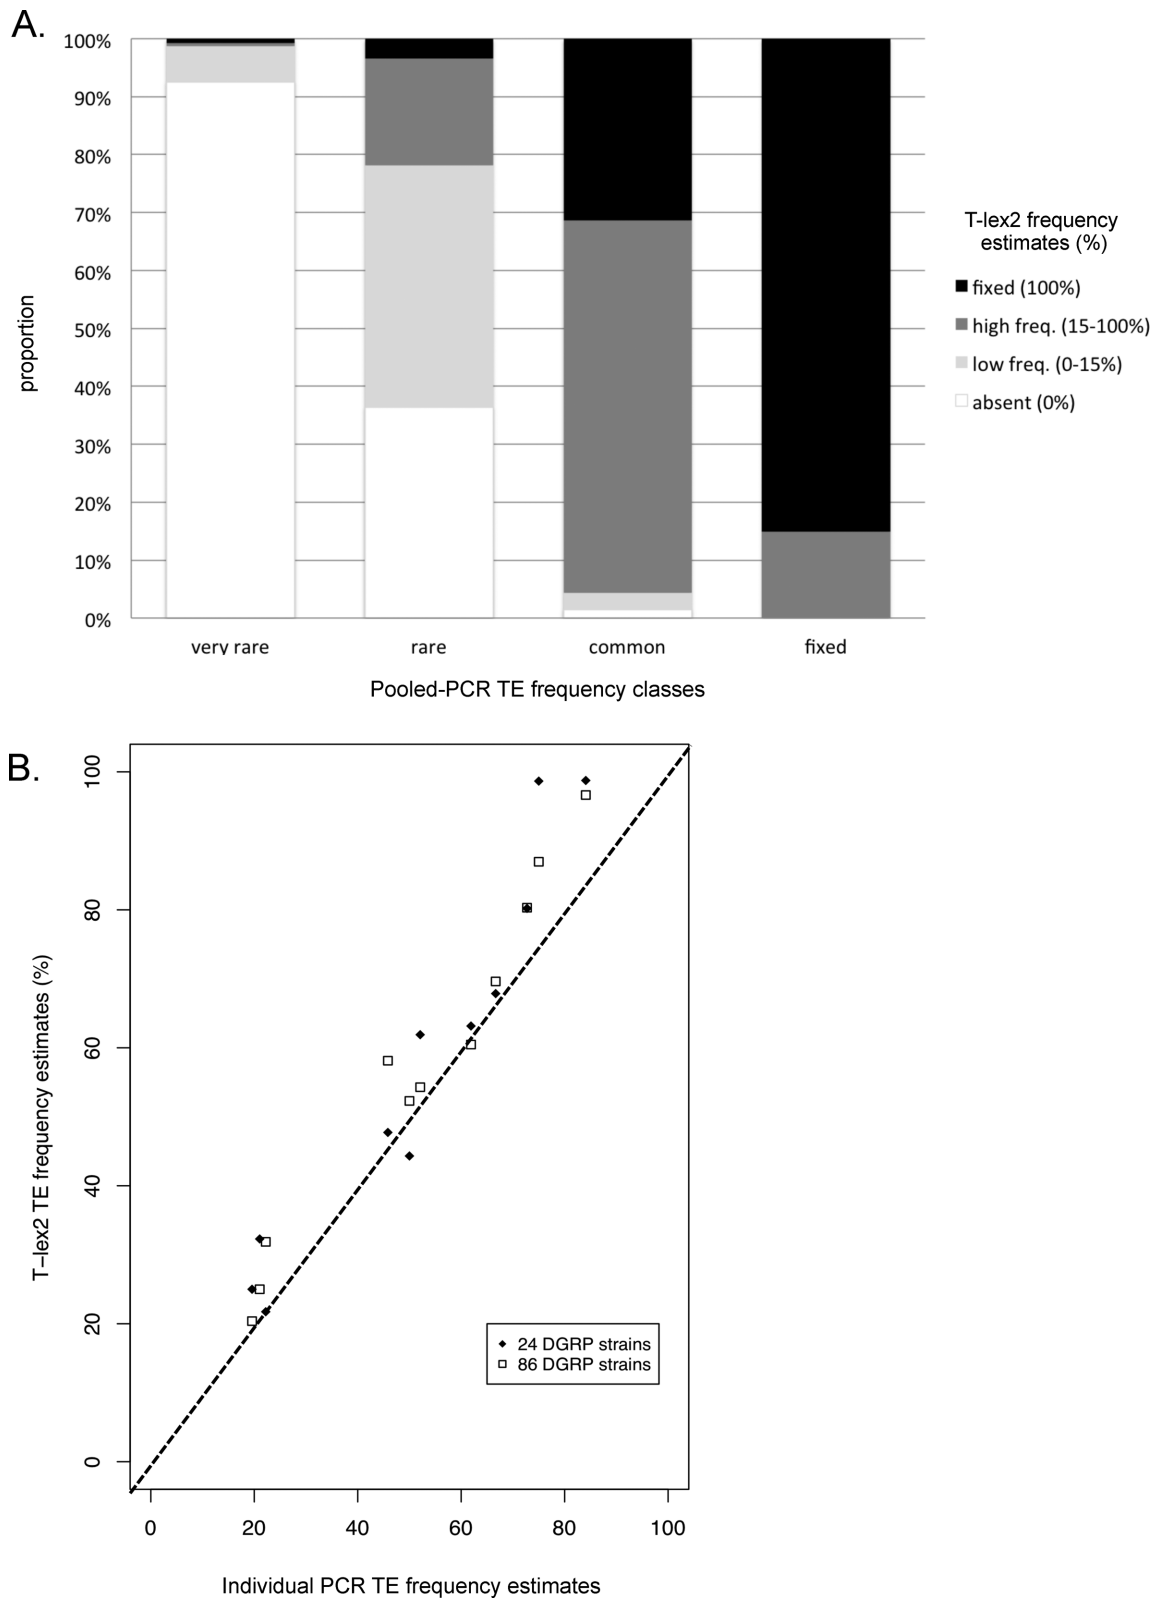 A.
100%
90%
80%
70%
60%
50%
40%
30%
20%
10%
0%
proportion
very rare
rare
common
fixed
Pooled-PCR TE frequency classes
T-lex2 frequency
estimates (%)
fixed (100%)
high freq. (15-100%)
low freq. (0-15%)
absent (0%)
B.
100
80
60
40
20
0
T-lex2 TE frequency estimates (%)
24 DGRP strains
86 DGRP strains
0 20 40 60 80 100
Individual PCR TE frequency estimates